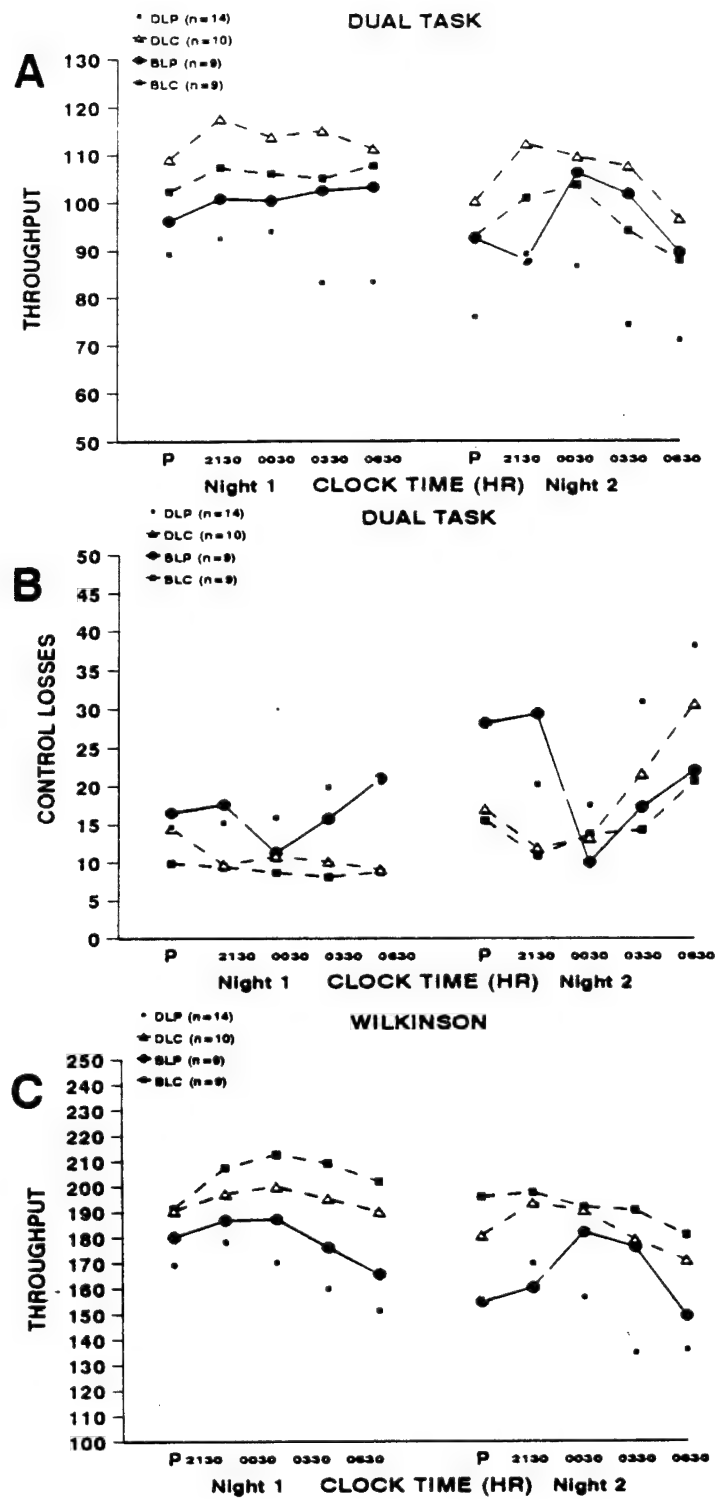 DLP (n=14)
DUAL TASK
DLC (n=10)
BLP (n=9)
BLC (n=9)
A
THROUGHPUT
130
120
110
100
90
80
70
60
50
P 2130 0030 0330 0630 P 2130 0030 0330 0630
Night 1 CLOCK TIME (HR) Night 2
DLP (n=14)
DUAL TASK
DLC (n=10)
BLP (n=9)
BLC (n=9)
B
CONTROL LOSSES
50
45
40
35
30
25
20
15
10
5
0
P 2130 0030 0330 0630 P 2130 0030 0330 0630
Night 1 CLOCK TIME (HR) Night 2
DLP (n=14)
WILKINSON
DLC (n=10)
BLP (n=9)
BLC (n=9)
C
THROUGHPUT
250
240
230
220
210
200
190
180
170
160
150
140
130
120
110
100
P 2130 0030 0330 0630 P 2130 0030 0330 0630
Night 1 CLOCK TIME (HR) Night 2